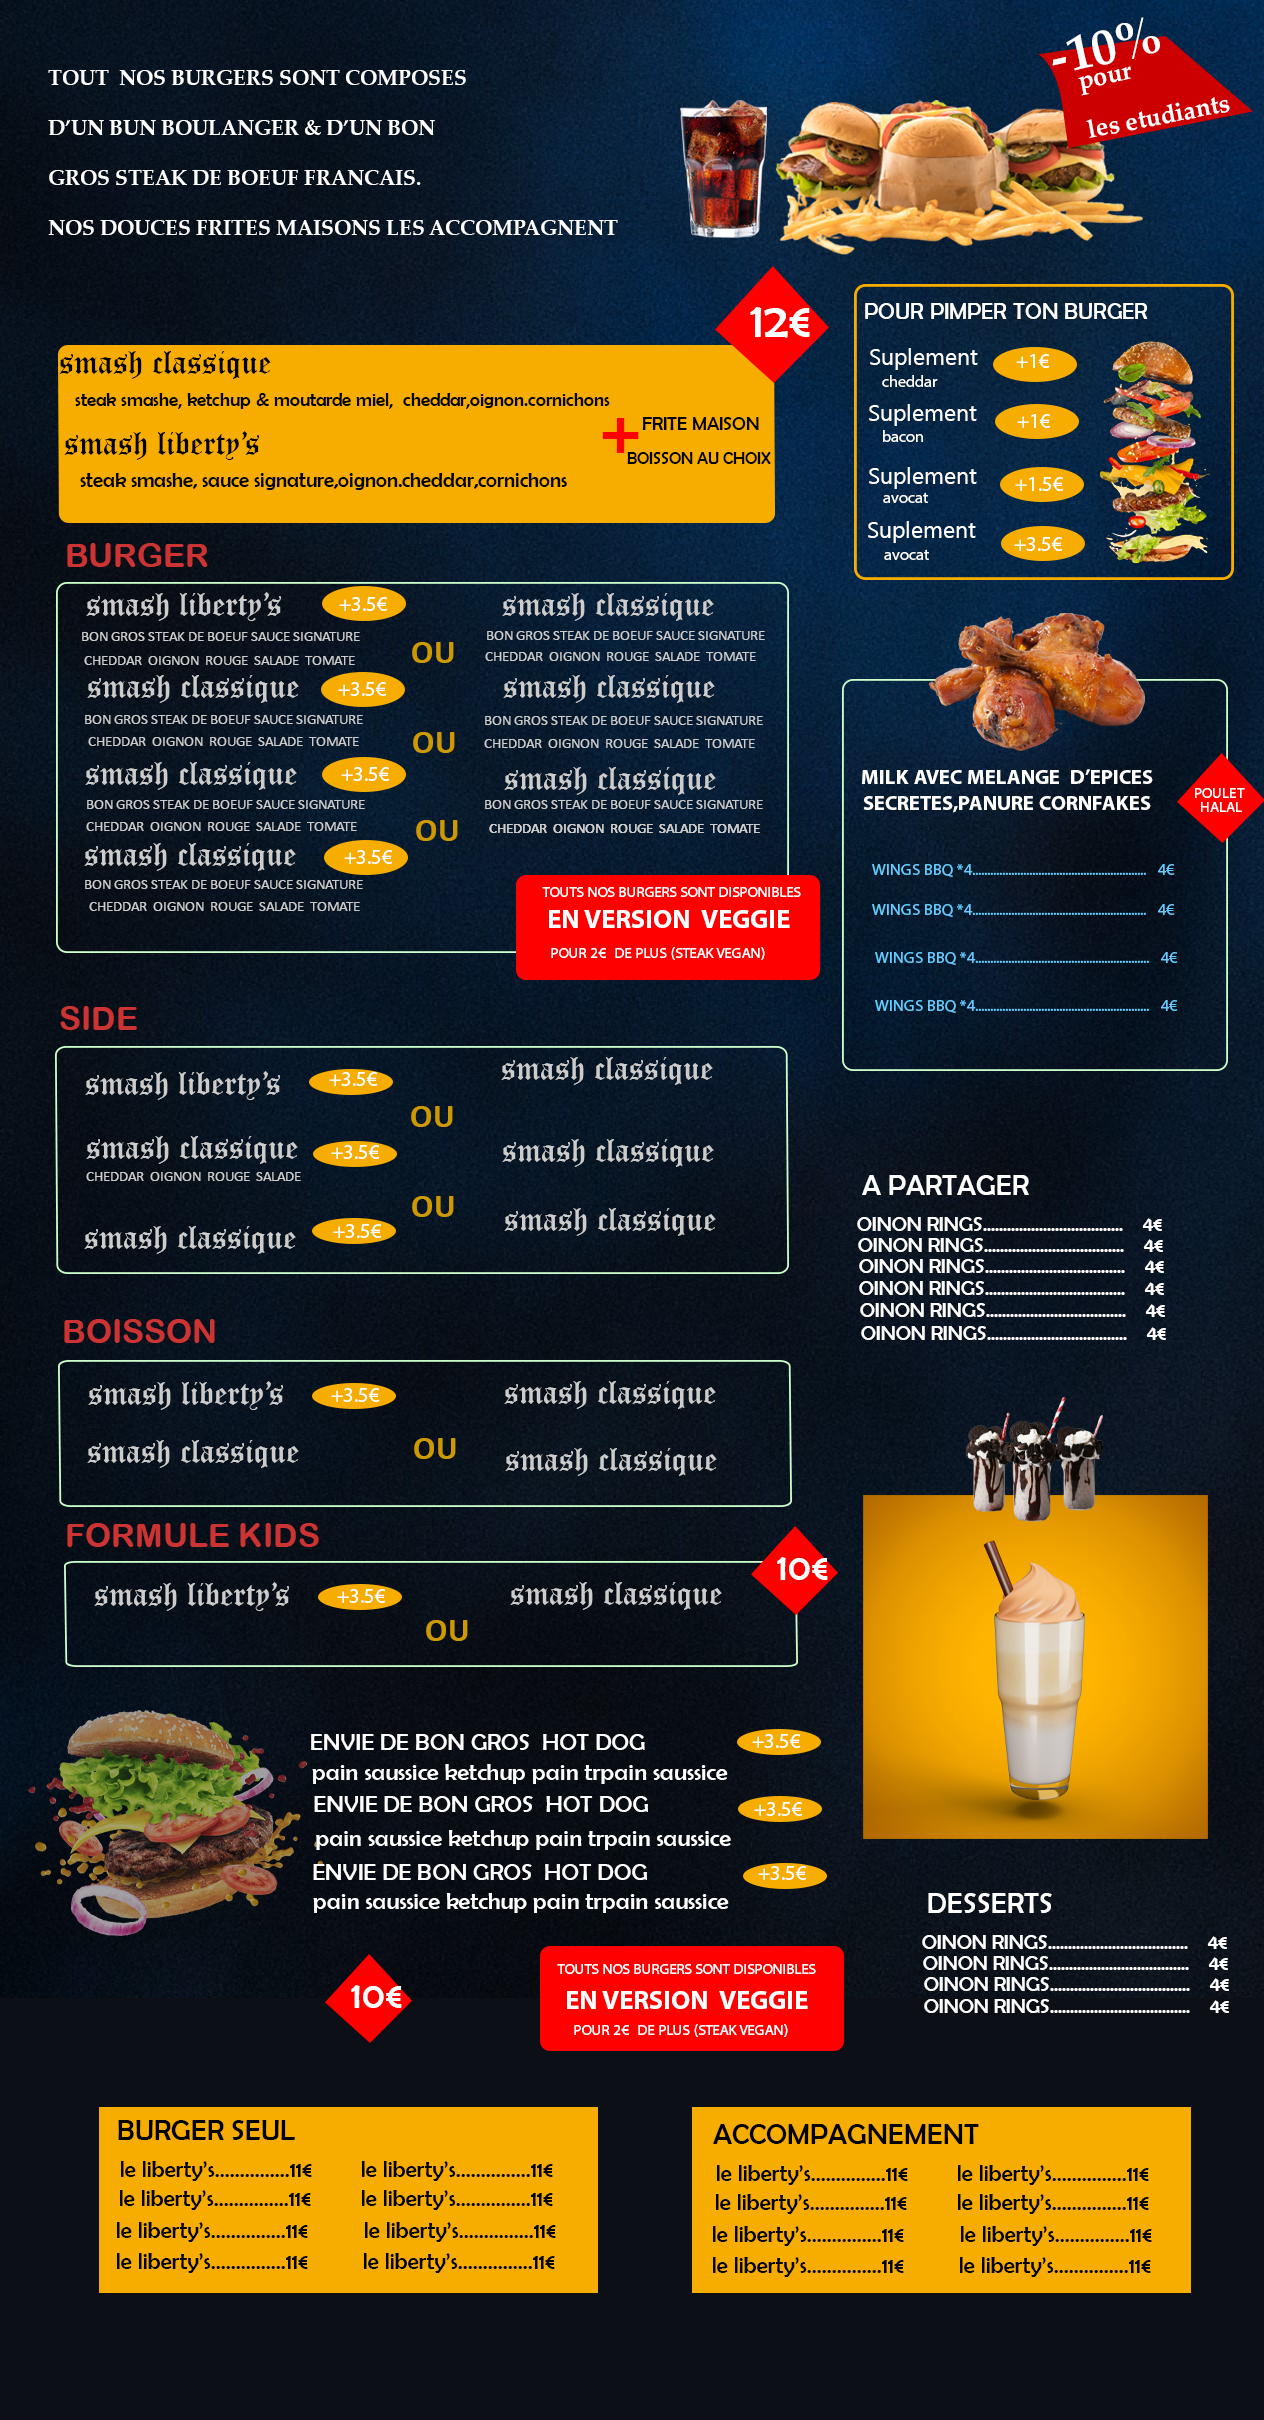 TOUT NOS BURGERS SONT COMPOSES
D'UN BUN BOULANGER & D'UN BON
GROS STEAK DE BOEUF FRANCAIS.
NOS DOUCES FRITES MAISONS LES ACCOMPAGNENT
-10%
pour
les etudiants
12€
smash classique
steak smashe, ketchup & moutarde miel, cheddar,oignon.cornichons
smash liberty's
steak smashe, sauce signature,oignon.cheddar,cornichons
+ FRITE MAISON
BOISSON AU CHOIX
POUR PIMPER TON BURGER
Suplement +1€
cheddar
Suplement +1€
bacon
Suplement +1.5€
avocat
Suplement +3.5€
avocat
BURGER
smash liberty's +3.5€
BON GROS STEAK DE BOEUF SAUCE SIGNATURE
CHEDDAR OIGNON ROUGE SALADE TOMATE
OU
smash classique
BON GROS STEAK DE BOEUF SAUCE SIGNATURE
CHEDDAR OIGNON ROUGE SALADE TOMATE
smash classique +3.5€
BON GROS STEAK DE BOEUF SAUCE SIGNATURE
CHEDDAR OIGNON ROUGE SALADE TOMATE
OU
smash classique
BON GROS STEAK DE BOEUF SAUCE SIGNATURE
CHEDDAR OIGNON ROUGE SALADE TOMATE
smash classique +3.5€
BON GROS STEAK DE BOEUF SAUCE SIGNATURE
CHEDDAR OIGNON ROUGE SALADE TOMATE
OU
smash classique
BON GROS STEAK DE BOEUF SAUCE SIGNATURE
CHEDDAR OIGNON ROUGE SALADE TOMATE
smash classique +3.5€
BON GROS STEAK DE BOEUF SAUCE SIGNATURE
CHEDDAR OIGNON ROUGE SALADE TOMATE
TOUTS NOS BURGERS SONT DISPONIBLES
EN VERSION VEGGIE
POUR 2€ DE PLUS (STEAK VEGAN)
MILK AVEC MELANGE D'EPICES
SECRETES,PANURE CORNFAKES
POULET
HALAL
WINGS BBQ *4.......................................................... 4€
WINGS BBQ *4.......................................................... 4€
WINGS BBQ *4.......................................................... 4€
WINGS BBQ *4.......................................................... 4€
SIDE
smash liberty's +3.5€
OU
smash classique
smash classique +3.5€
CHEDDAR OIGNON ROUGE SALADE
smash classique
OU
smash classique +3.5€
smash classique
A PARTAGER
OINON RINGS................................... 4€
OINON RINGS................................... 4€
OINON RINGS................................... 4€
OINON RINGS................................... 4€
OINON RINGS................................... 4€
OINON RINGS................................... 4€
BOISSON
smash liberty's +3.5€
smash classique
OU
smash classique
smash classique
FORMULE KIDS
10€
smash liberty's +3.5€
OU
smash classique
ENVIE DE BON GROS HOT DOG +3.5€
pain saussice ketchup pain trpain saussice
ENVIE DE BON GROS HOT DOG +3.5€
pain saussice ketchup pain trpain saussice
ENVIE DE BON GROS HOT DOG +3.5€
pain saussice ketchup pain trpain saussice
10€
TOUTS NOS BURGERS SONT DISPONIBLES
EN VERSION VEGGIE
POUR 2€ DE PLUS (STEAK VEGAN)
DESSERTS
OINON RINGS................................... 4€
OINON RINGS................................... 4€
OINON RINGS................................... 4€
OINON RINGS................................... 4€
BURGER SEUL
le liberty's...............11€ le liberty's...............11€
le liberty's...............11€ le liberty's...............11€
le liberty's...............11€ le liberty's...............11€
le liberty's...............11€ le liberty's...............11€
ACCOMPAGNEMENT
le liberty's...............11€ le liberty's...............11€
le liberty's...............11€ le liberty's...............11€
le liberty's...............11€ le liberty's...............11€
le liberty's...............11€ le liberty's...............11€